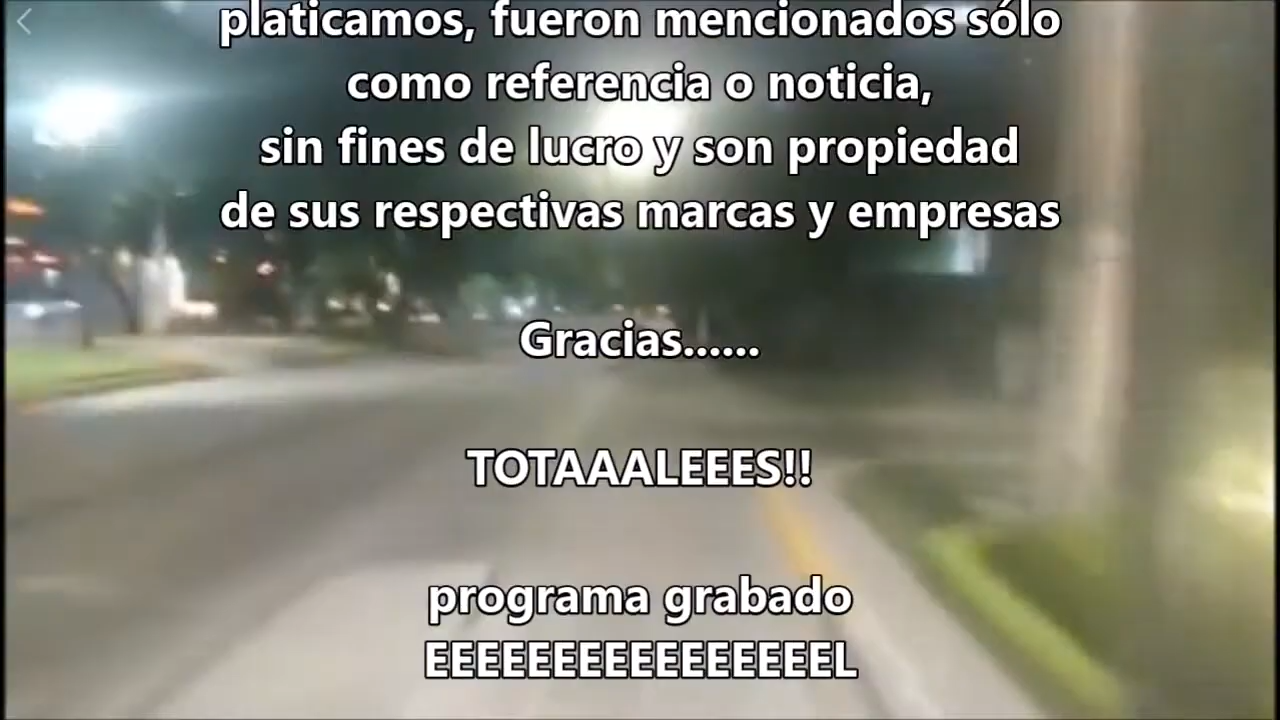 platicamos, fueron mencionados sólo
como referencia o noticia,
sin fines de lucro y son propiedad
de sus respectivas marcas y empresas
Gracias......
TOTAAALEEES!!
programa grabado
EEEEEEEEEEEEEEEEEL